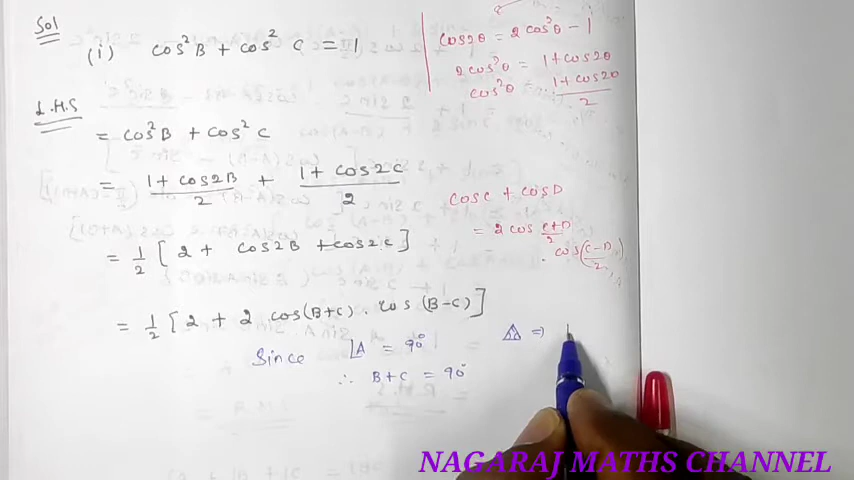 Sol
(i) cos²B + cos² C = 1
L.H.S
= cos²B + cos² C
= 1 + cos2B / 2 + 1 + cos2C / 2
= 1/2 [ 2 + cos2B + cos2C ]
= 1/2 [ 2 + 2 cos(B+C) . cos (B-C) ]
Since ∠A = 90°
∴ B+C = 90°
△ ⇒
cos2θ = 2cos²θ - 1
2cos²θ = 1+cos2θ
cos²θ = 1+cos2θ / 2
cosC + cosD
= 2 cos C+D / 2
. cos(C-D / 2)
NAGARAJ MATHS CHANNEL